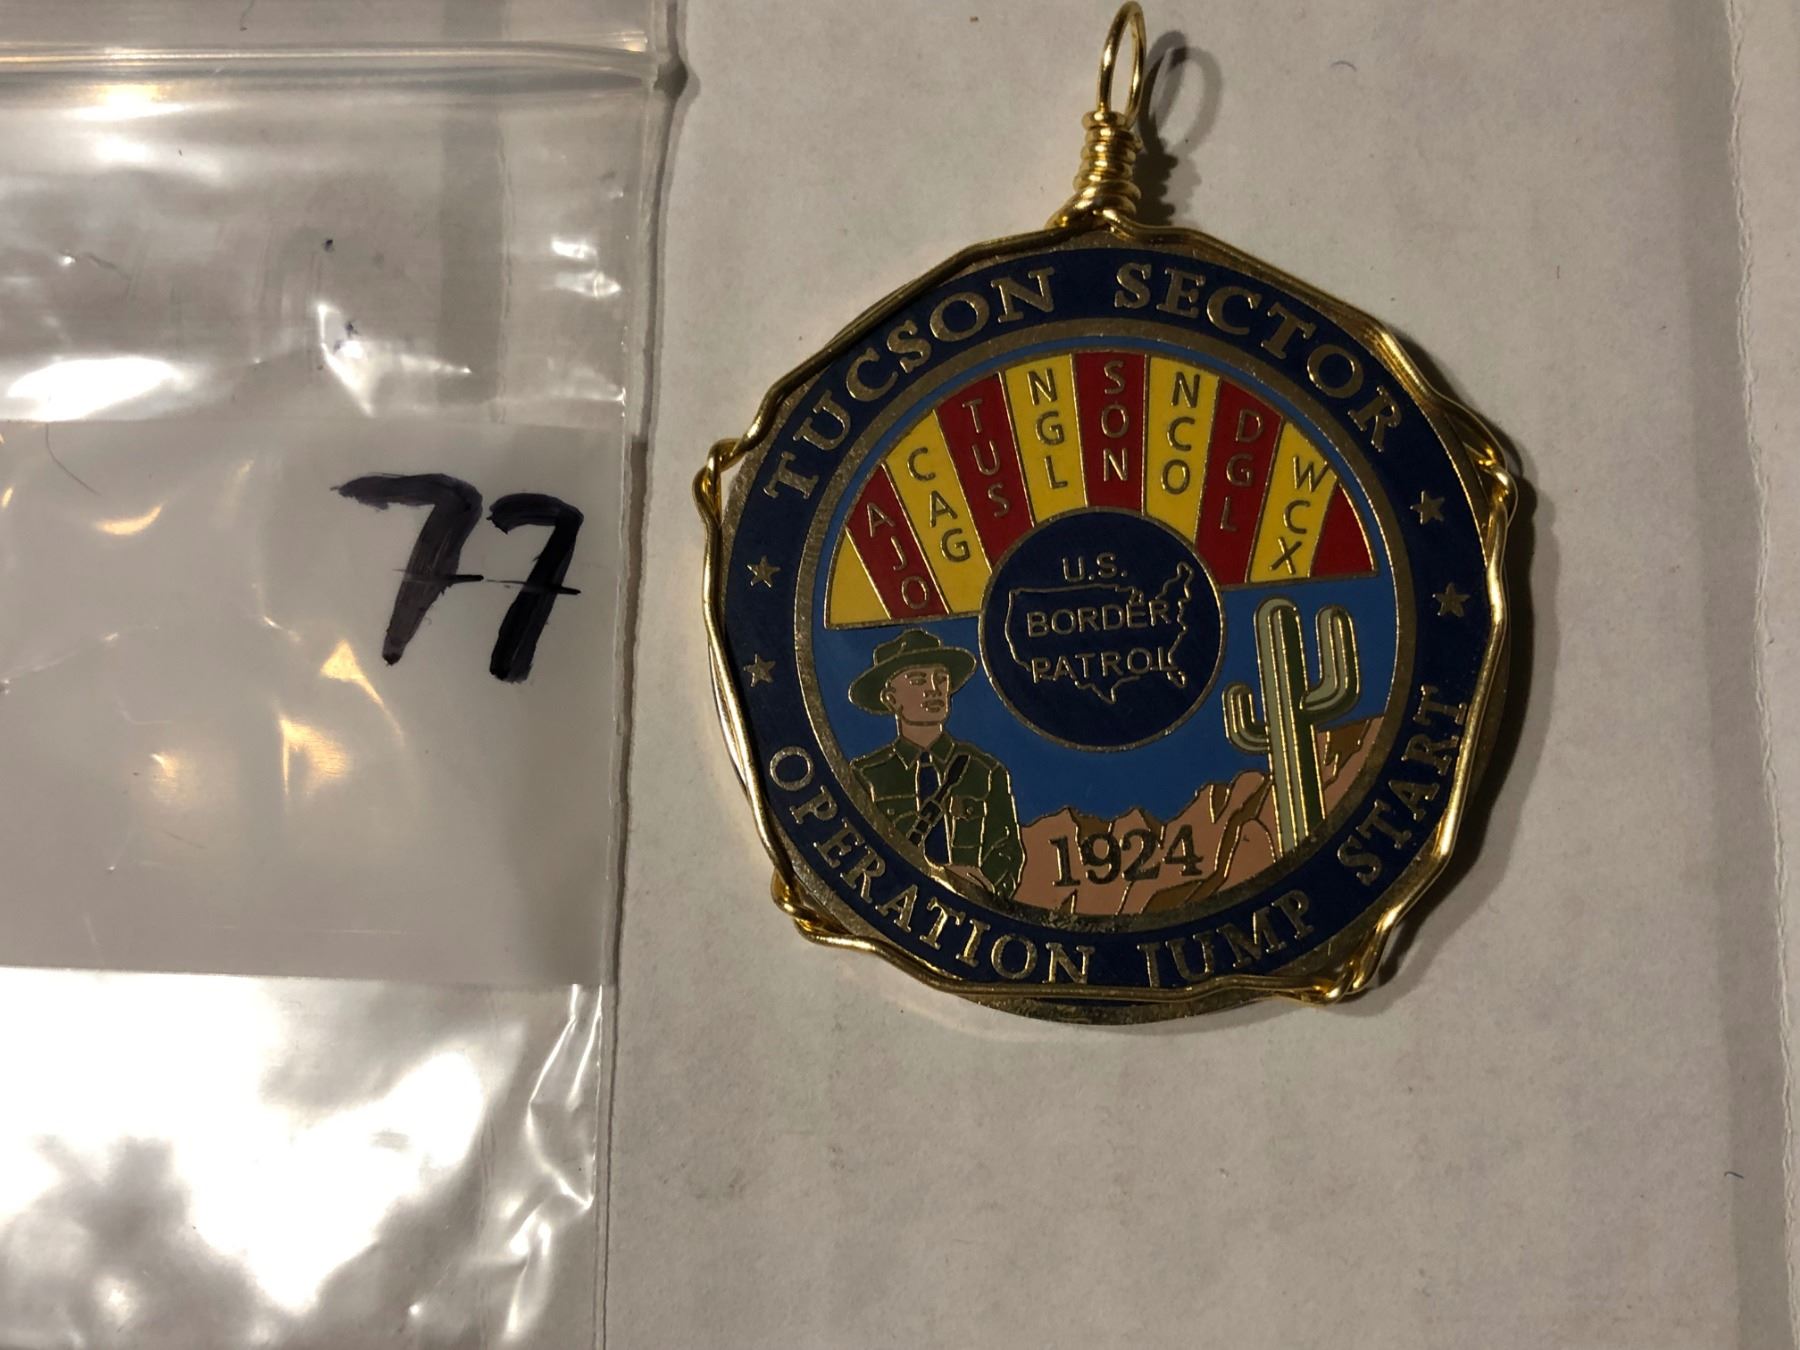 77
TUCSON SECTOR
AJO
CAG
TUS
NGL
SON
NCO
DGL
WCX
U.S.
BORDER
PATROL
1924
OPERATION JUMP START